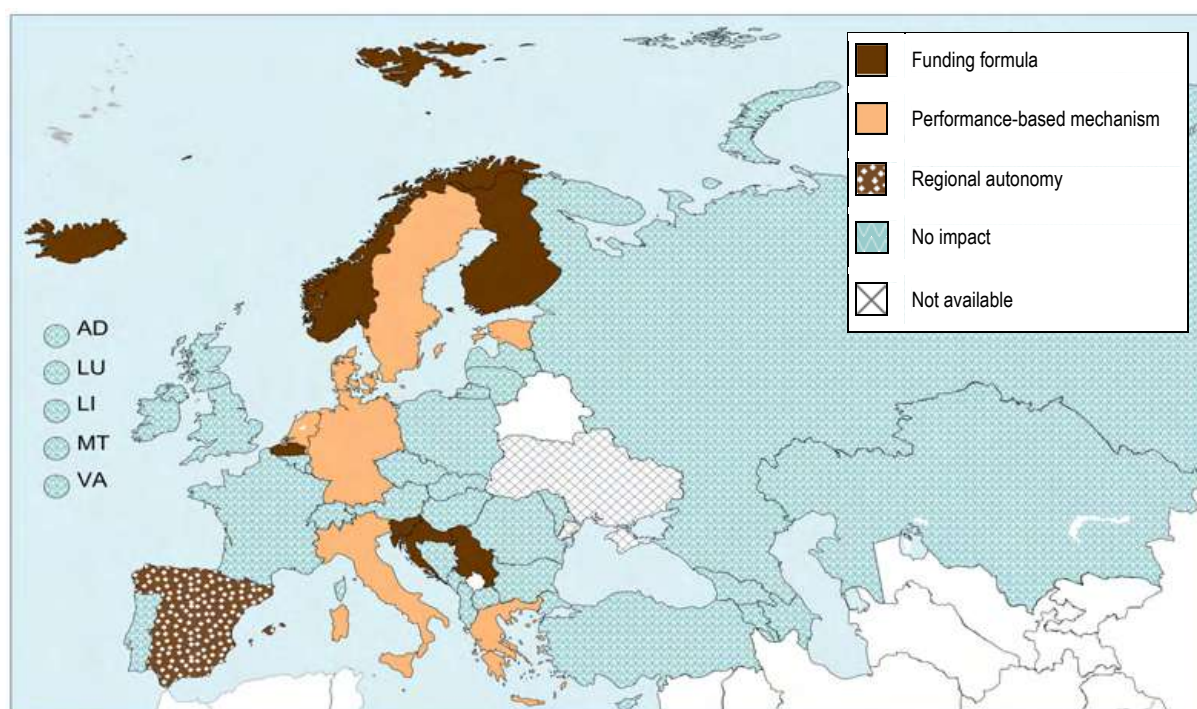 Funding formula
Performance-based mechanism
Regional autonomy
No impact
Not available
AD
LU
LI
MT
VA